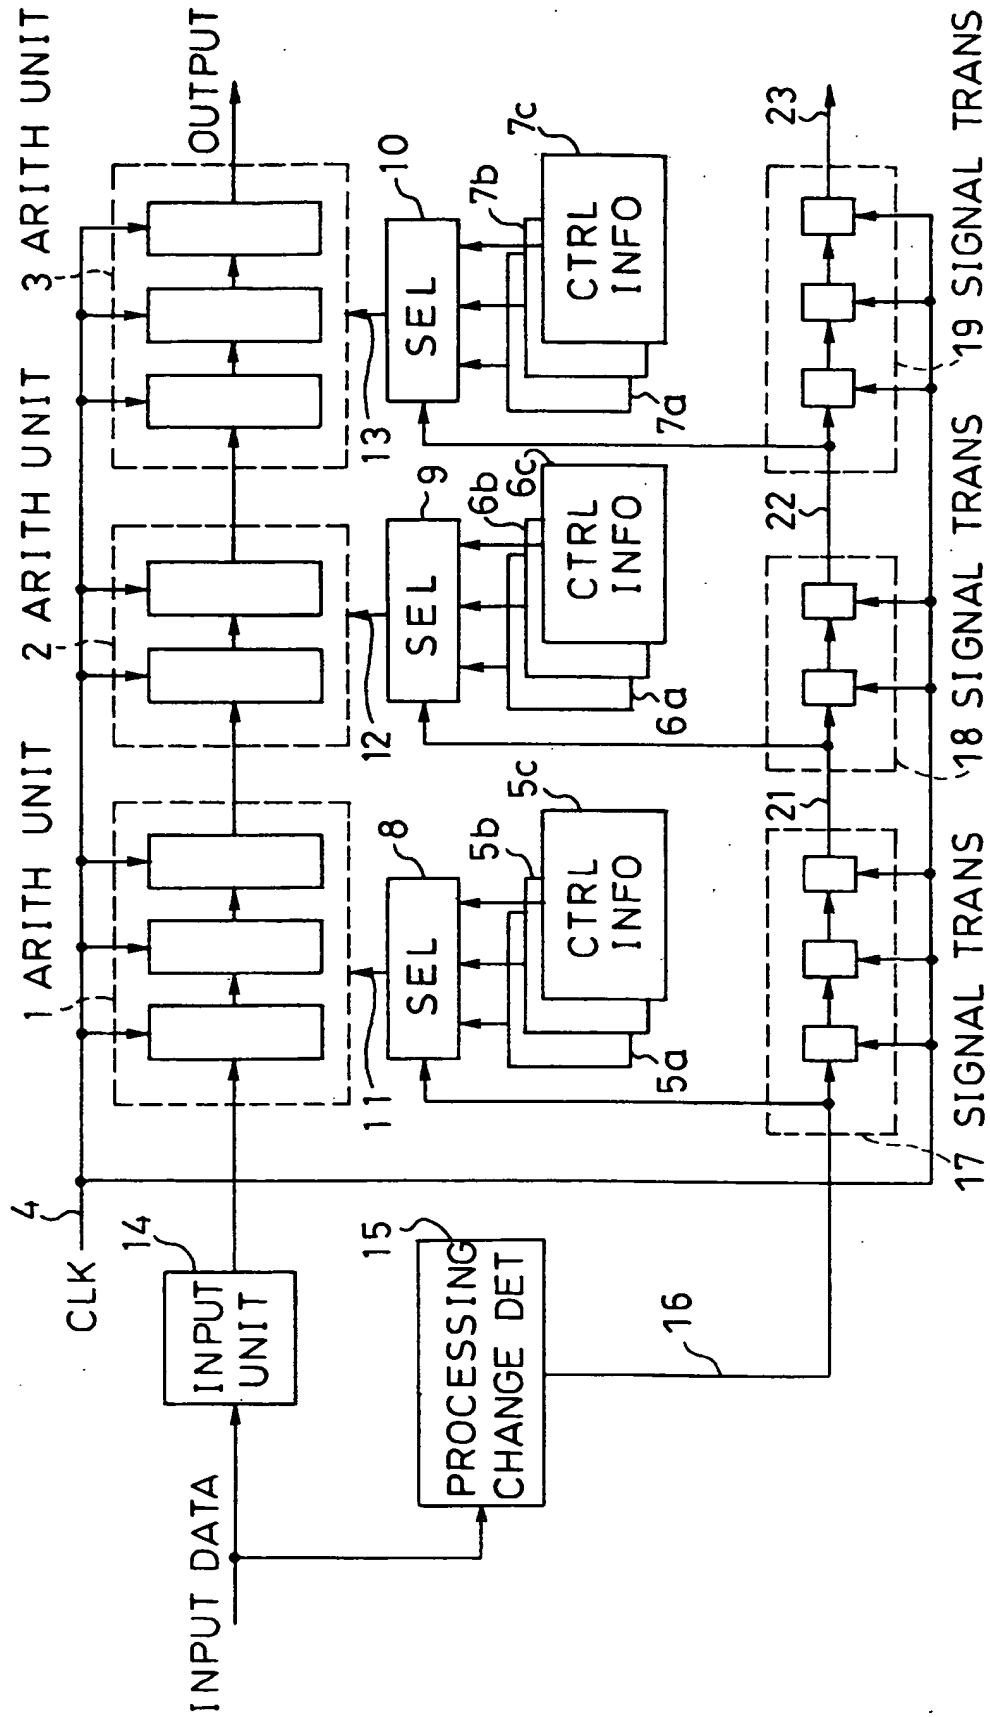 1 ARITH UNIT
2 ARITH UNIT
3 ARITH UNIT
4
CLK
14
INPUT DATA
INPUT
UNIT
OUTPUT
11
12
13
8
SEL
9
SEL
10
SEL
15
PROCESSING
CHANGE DET
5a
5b
5c
CTRL
INFO
6a
6b
6c
CTRL
INFO
7a
7b
7c
CTRL
INFO
16
21
22
23
17 SIGNAL TRANS
18 SIGNAL TRANS
19 SIGNAL TRANS